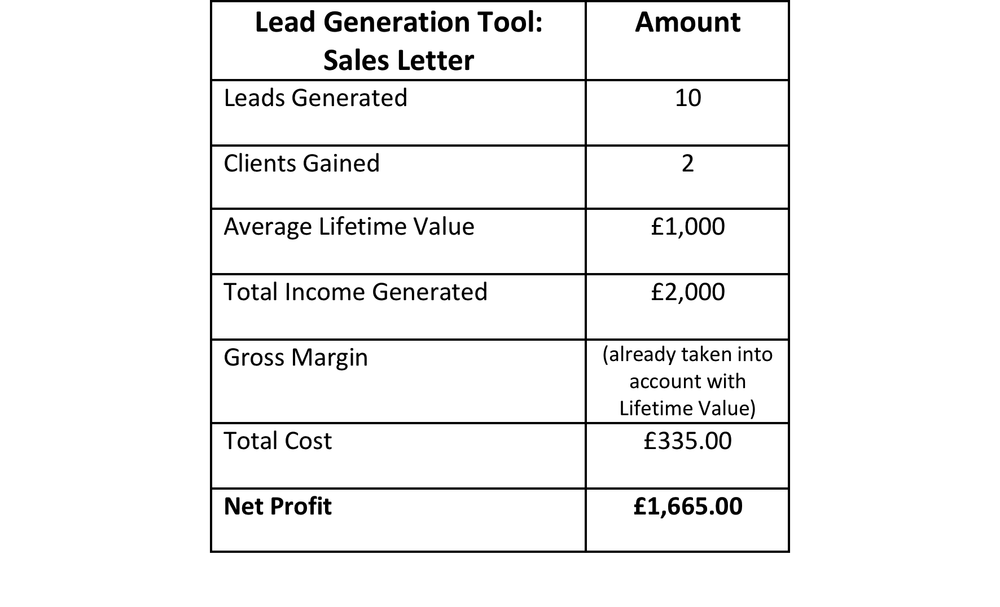 Lead Generation Tool:
Sales Letter
Amount
Leads Generated
10
Clients Gained
2
Average Lifetime Value
£1,000
Total Income Generated
£2,000
Gross Margin
(already taken into
account with
Lifetime Value)
Total Cost
£335.00
Net Profit
£1,665.00